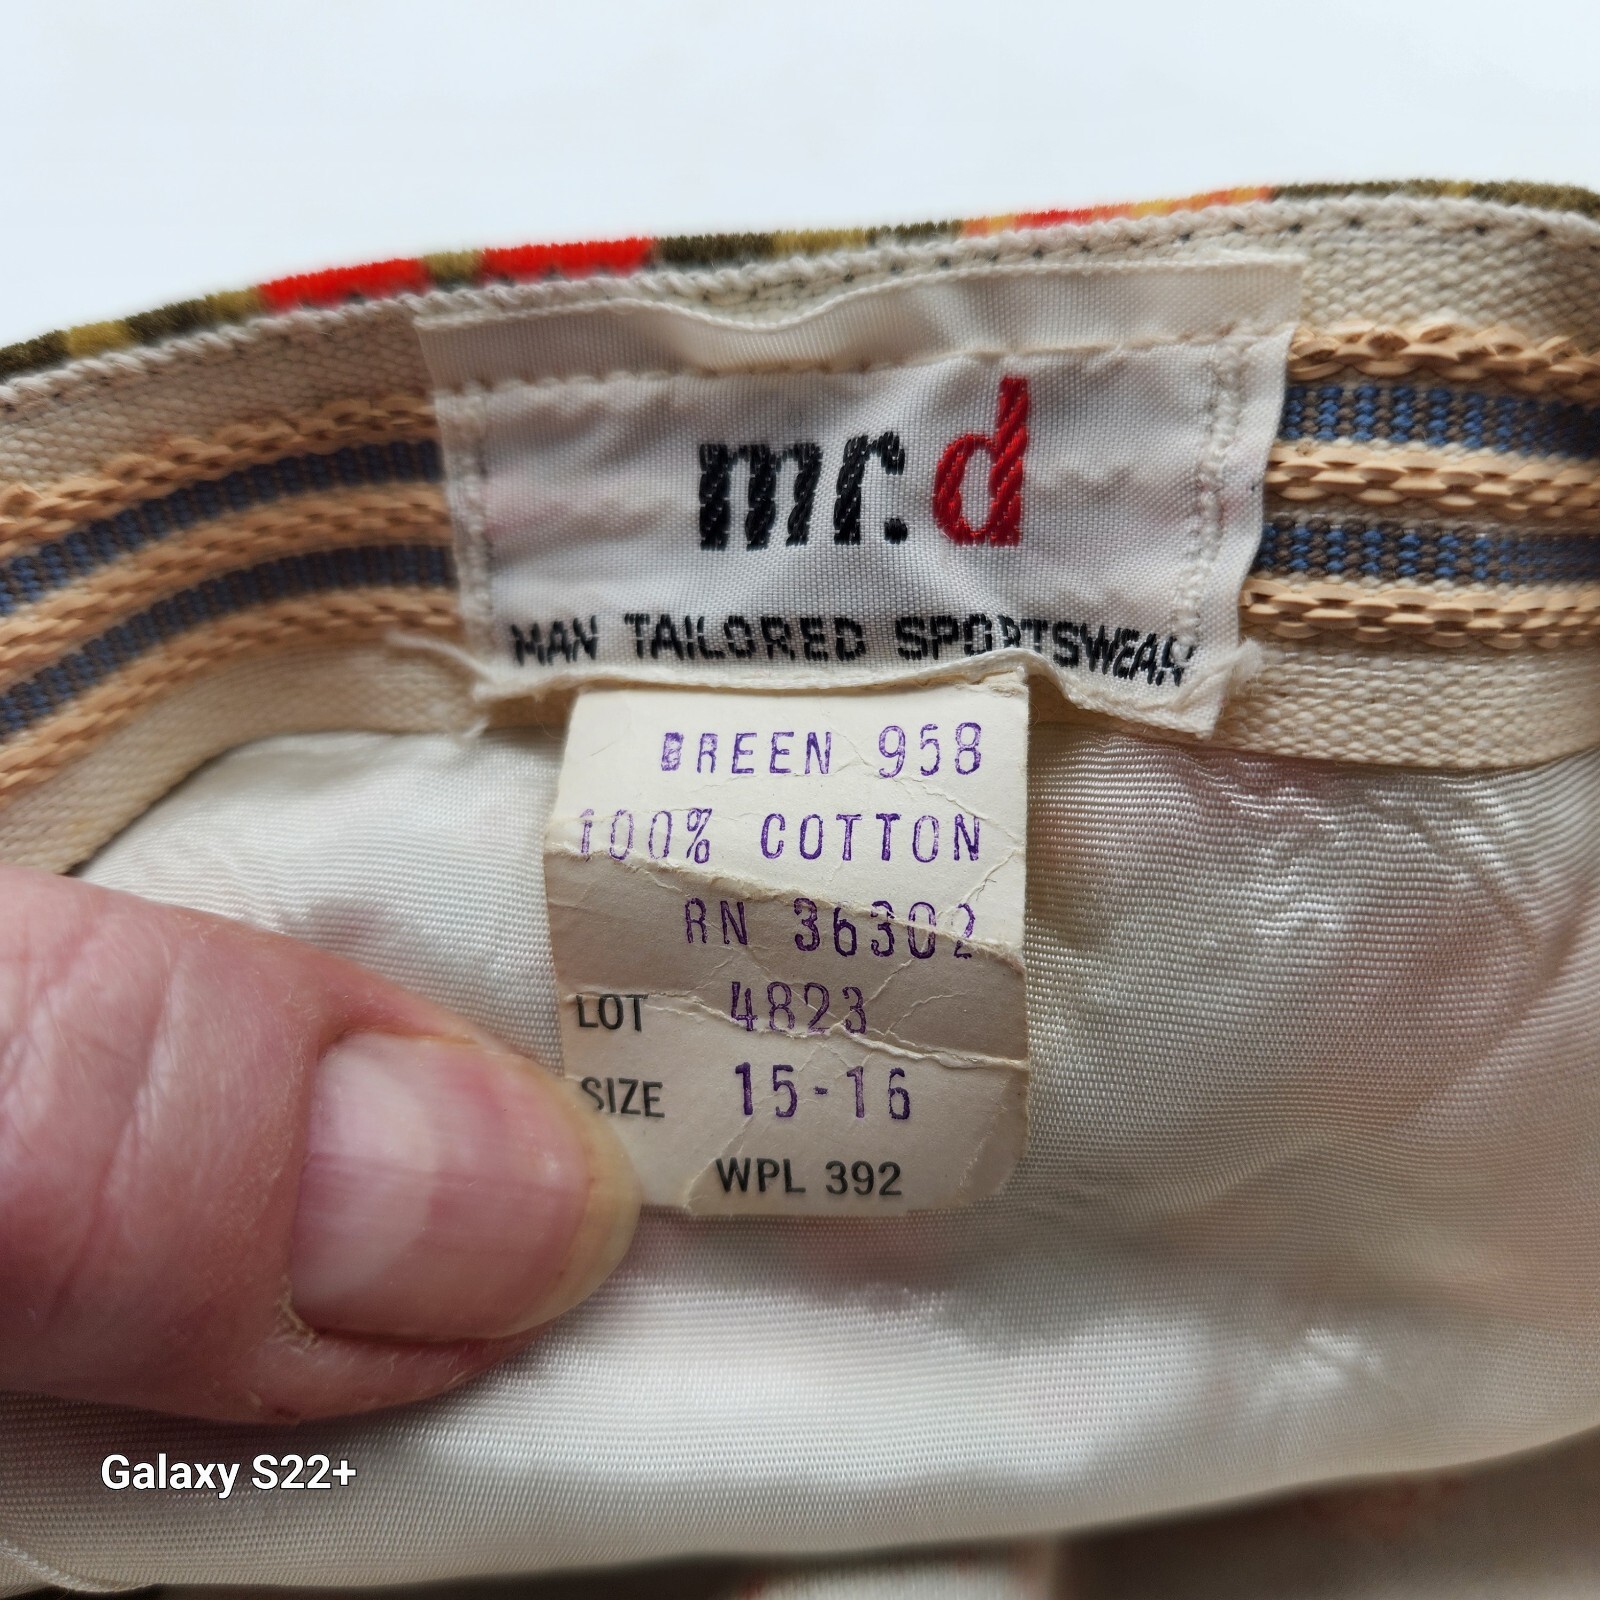 mr. d
MAN TAILORED SPORTSWEAR
BREEN 958
100% COTTON
RN 36302
LOT 4823
SIZE 15-16
WPL 392
Galaxy S22+